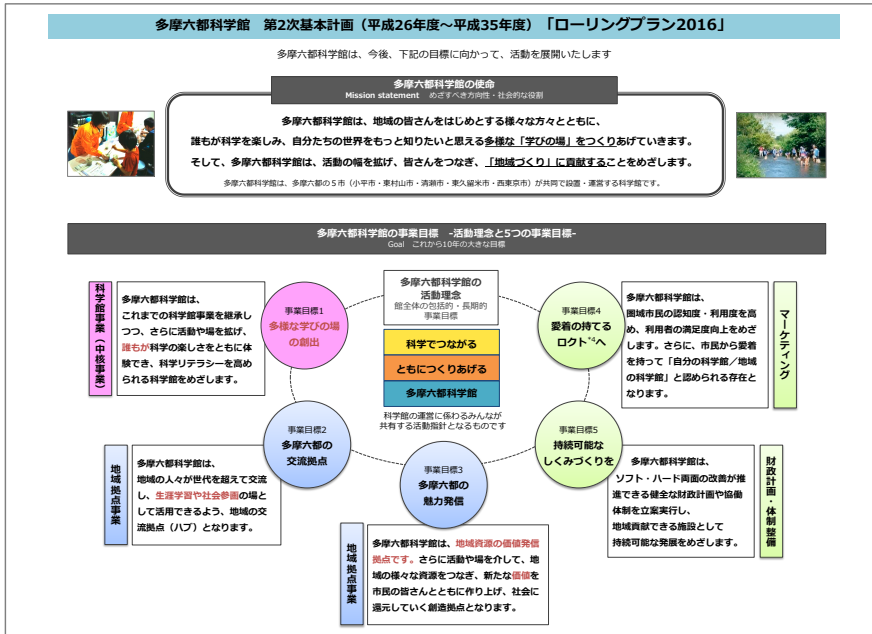 多摩六都科学館　第2次基本計画（平成26年度～平成35年度）「ローリングプラン2016」
多摩六都科学館は、今後、下記の目標に向かって、活動を展開いたします
多摩六都科学館の使命
Mission statement　めざすべき方向性・社会的な役割
多摩六都科学館は、地域の皆さんをはじめとする様々な方々とともに、
誰もが科学を楽しみ、自分たちの世界をもっと知りたいと思える多様な「学びの場」をつくりあげていきます。
そして、多摩六都科学館は、活動の幅を拡げ、皆さんをつなぎ、「地域づくり」に貢献することをめざします。
多摩六都科学館は、多摩六都の５市（小平市・東村山市・清瀬市・東久留米市・西東京市）が共同で設置・運営する科学館です。
多摩六都科学館の事業目標　-活動理念と5つの事業目標-
Goal　これから10年の大きな目標
科学館事業（中核事業）
多摩六都科学館は、
これまでの科学館事業を継承し
つつ、さらに活動や場を拡げ、
誰もが科学の楽しさをともに体
験でき、科学リテラシーを高め
られる科学館をめざします。
事業目標1
多様な学びの場
の創出
多摩六都科学館の
活動理念
館全体の包括的・長期的
事業目標
科学でつながる
ともにつくりあげる
多摩六都科学館
科学館の運営に係わるみんなが
共有する活動指針となるものです
事業目標4
愛着の持てる
ロクト*4へ
多摩六都科学館は、
圏域市民の認知度・利用度を高
め、利用者の満足度向上をめざ
します。さらに、市民から愛着
を持って「自分の科学館／地域
の科学館」と認められる存在と
なります。
マーケティング
地域拠点事業
多摩六都科学館は、
地域の人々が世代を超えて交流
し、生涯学習や社会参画の場と
して活用できるよう、地域の交
流拠点（ハブ）となります。
事業目標2
多摩六都の
交流拠点
事業目標3
多摩六都の
魅力発信
地域拠点事業
多摩六都科学館は、地域資源の価値発信
拠点です。さらに活動や場を介して、地
域の様々な資源をつなぎ、新たな価値を
市民の皆さんとともに作り上げ、社会に
還元していく創造拠点となります。
事業目標5
持続可能な
しくみづくりを
多摩六都科学館は、
ソフト・ハード両面の改善が推
進できる健全な財政計画や協働
体制を立案実行し、
地域貢献できる施設として
持続可能な発展をめざします。
財政計画・体制整備